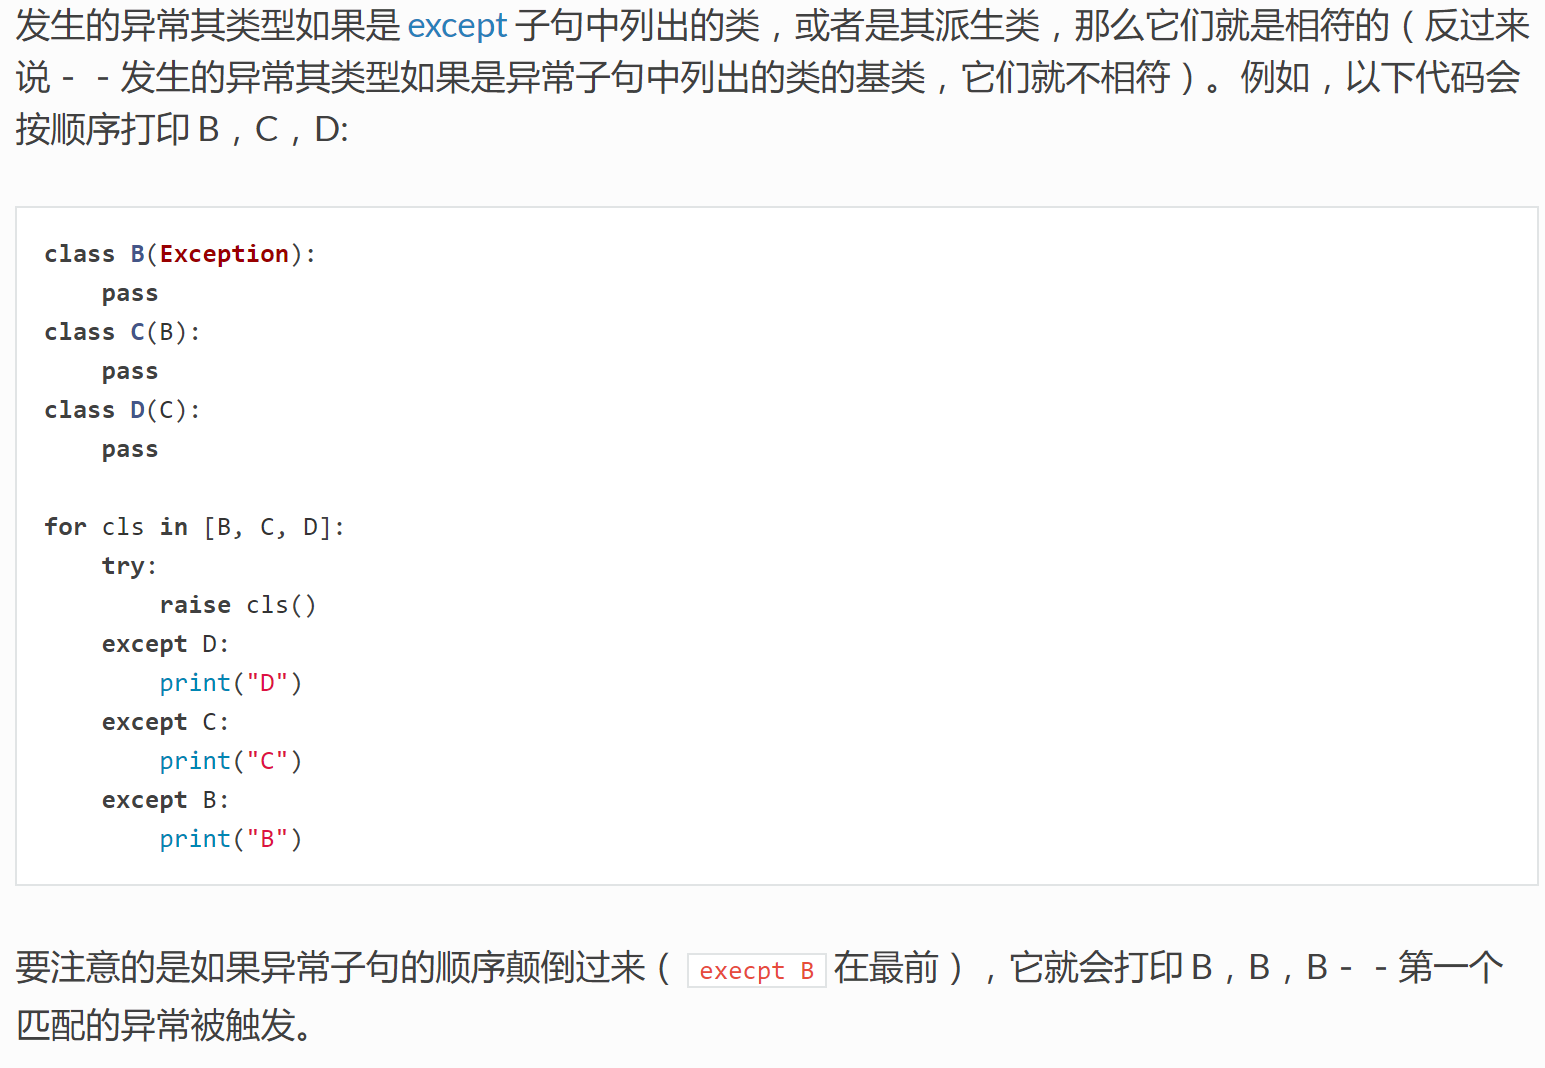 发生的异常其类型如果是 except 子句中列出的类，或者是其派生类，那么它们就是相符的（反过来
说 - - 发生的异常其类型如果是异常子句中列出的类的基类，它们就不相符）。例如，以下代码会
按顺序打印 B，C，D:
class B(Exception):
    pass
class C(B):
    pass
class D(C):
    pass
for cls in [B, C, D]:
    try:
        raise cls()
    except D:
        print("D")
    except C:
        print("C")
    except B:
        print("B")
要注意的是如果异常子句的顺序颠倒过来（ execpt B 在最前），它就会打印 B，B，B - - 第一个
匹配的异常被触发。